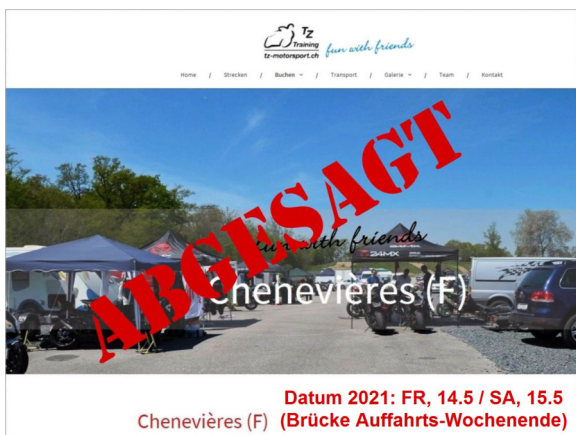 TZ
Training
tz-motorsport.ch
fun with friends
Home / Strecken / Buchen / Transport / Galerie / Team / Kontakt
ABGESAGT
fun with friends
X24MX
Chenevières (F)
Datum 2021: FR, 14.5 / SA, 15.5
Chenevières (F) (Brücke Auffahrts-Wochenende)